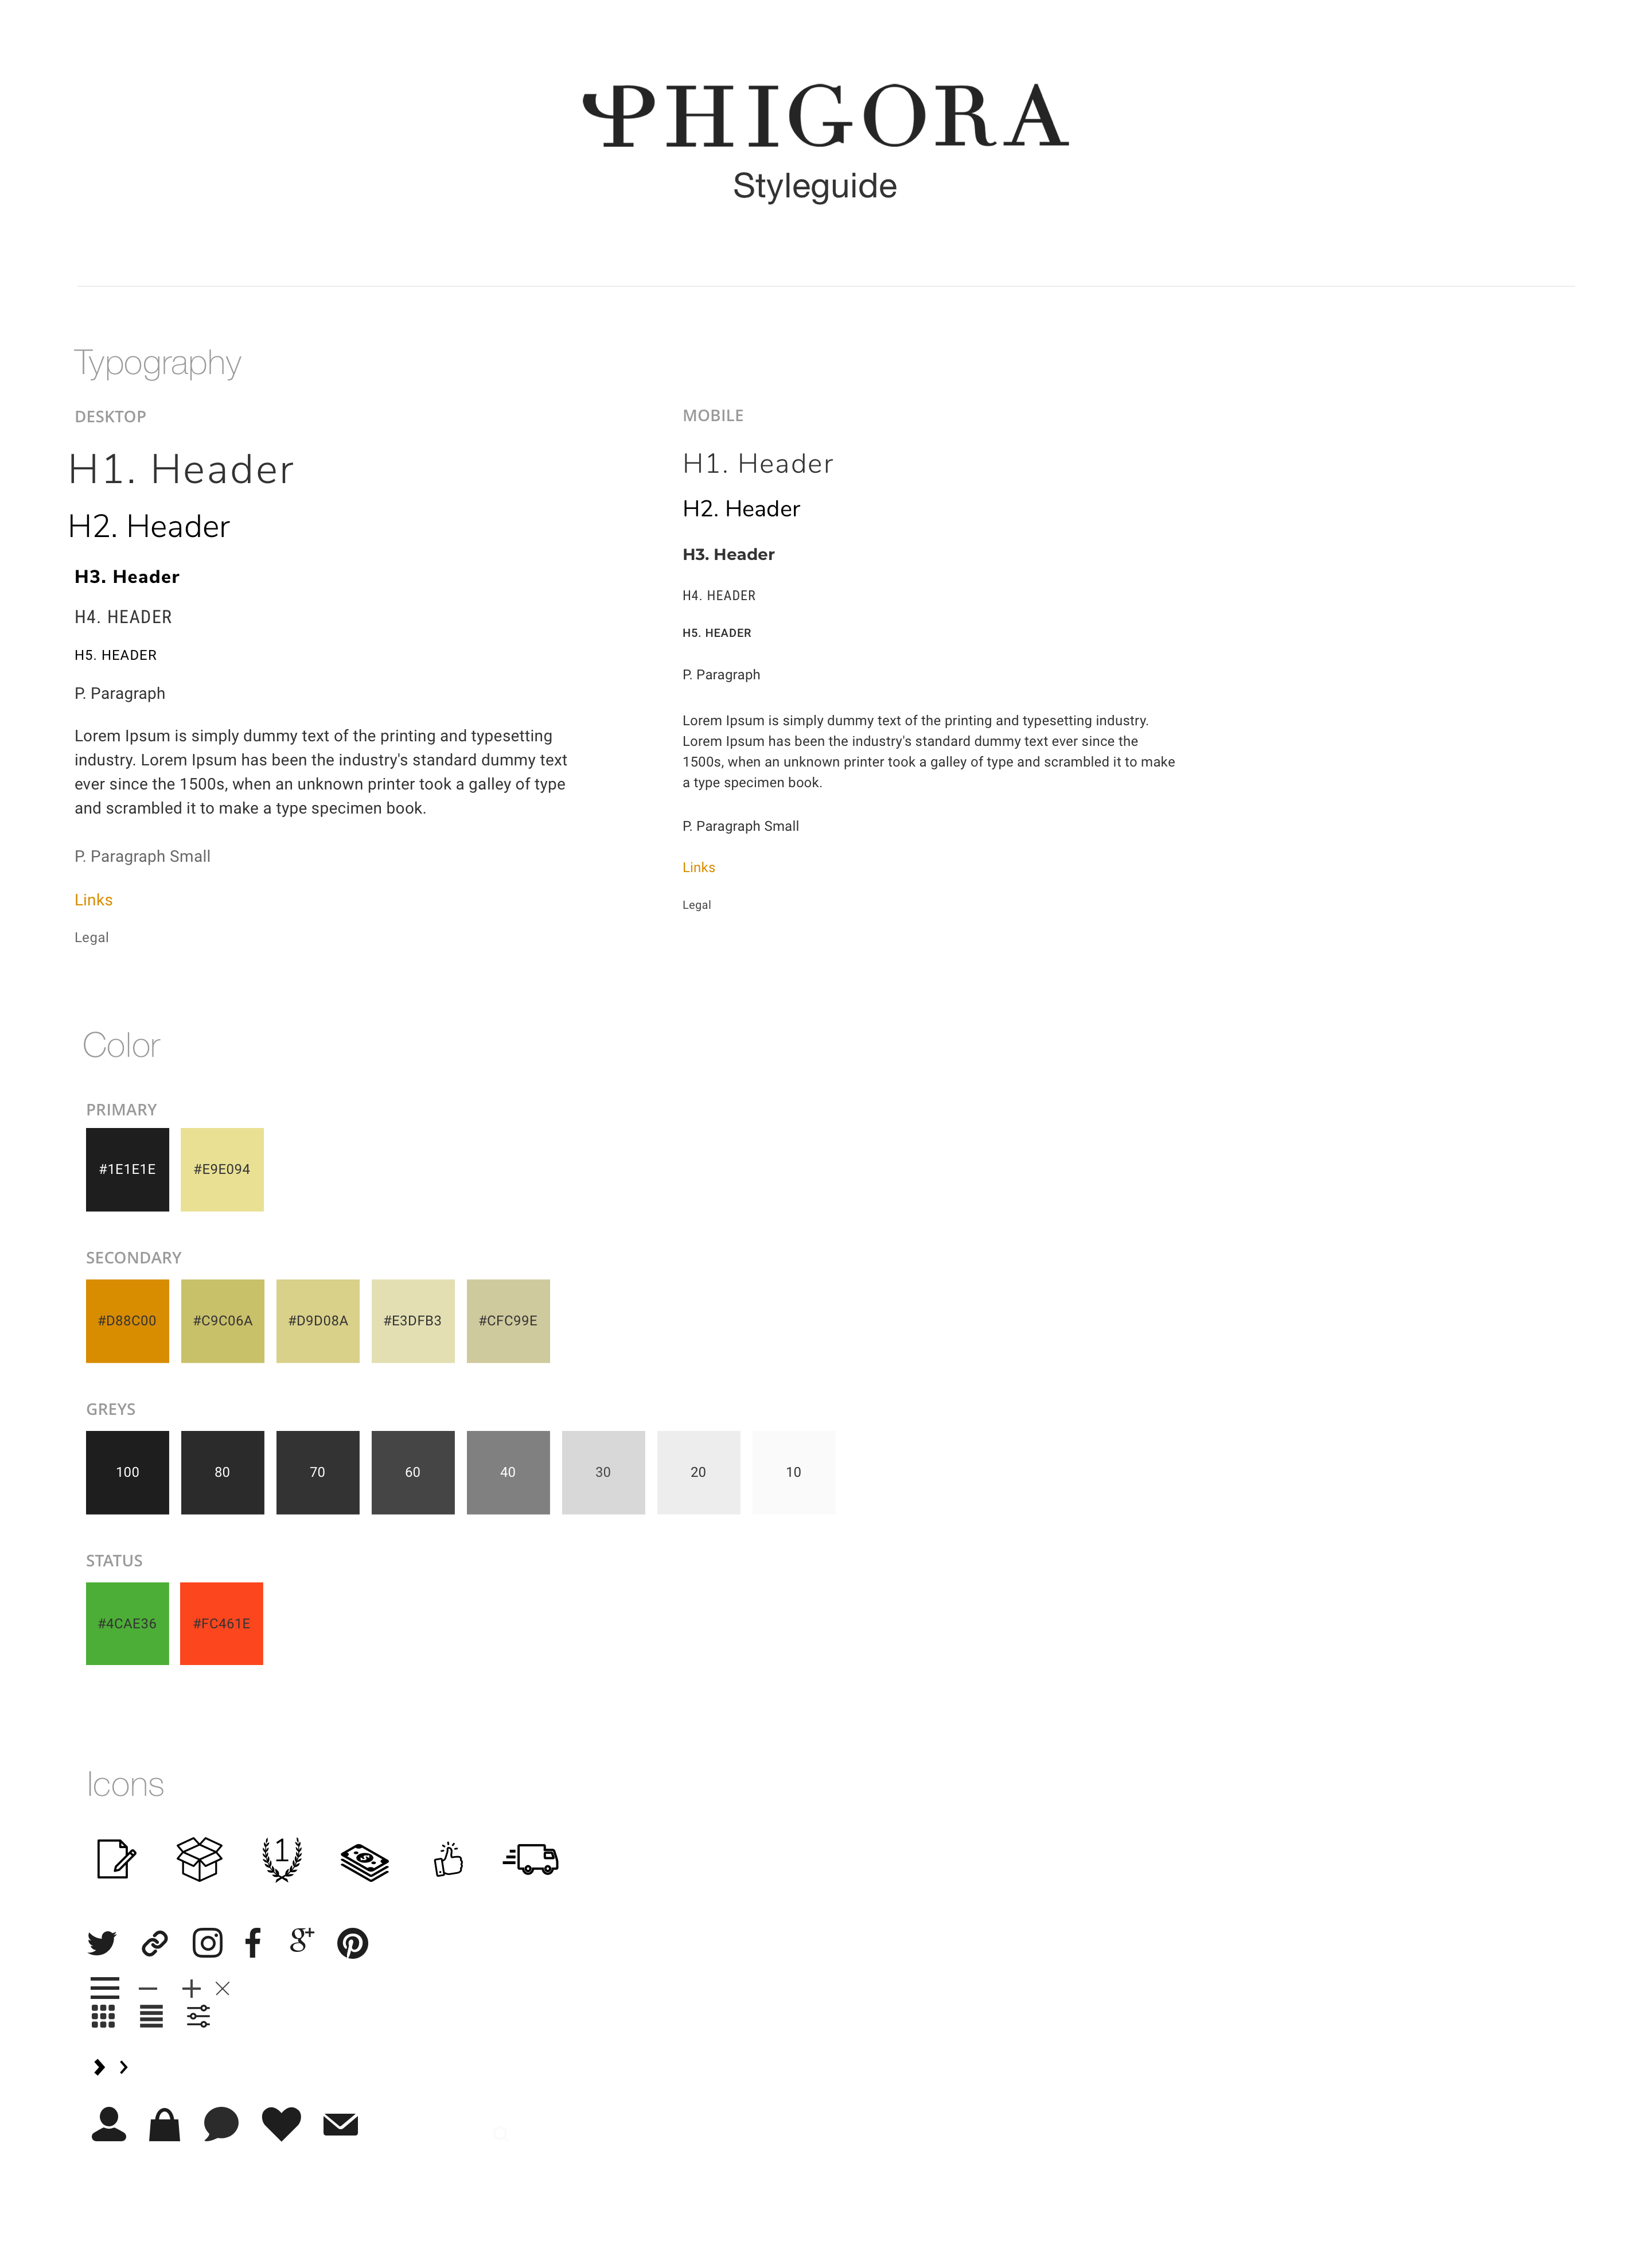 PHIGORA
Styleguide
Typography
DESKTOP
H1. Header
H2. Header
H3. Header
H4. HEADER
H5. HEADER
P. Paragraph
Lorem Ipsum is simply dummy text of the printing and typesetting
industry. Lorem Ipsum has been the industry's standard dummy text
ever since the 1500s, when an unknown printer took a galley of type
and scrambled it to make a type specimen book.
P. Paragraph Small
Links
Legal
MOBILE
H1. Header
H2. Header
H3. Header
H4. HEADER
H5. HEADER
P. Paragraph
Lorem Ipsum is simply dummy text of the printing and typesetting industry.
Lorem Ipsum has been the industry's standard dummy text ever since the
1500s, when an unknown printer took a galley of type and scrambled it to make
a type specimen book.
P. Paragraph Small
Links
Legal
Color
PRIMARY
#1E1E1E #E9E094
SECONDARY
#D88C00 #C9C06A #D9D08A #E3DFB3 #CFC99E
GREYS
100 80 70 60 40 30 20 10
STATUS
#4CAE36 #FC461E
Icons
1